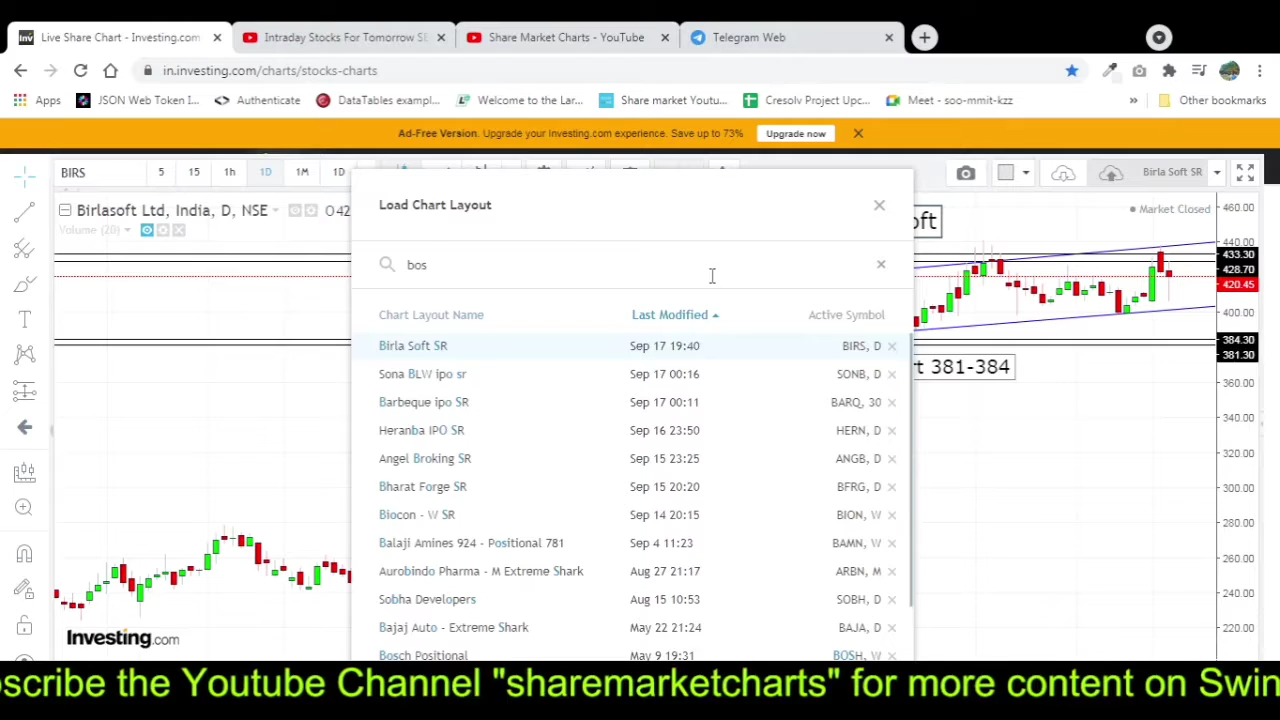 Live Share Chart - Investing.com
Intraday Stocks For Tomorrow
Share Market Charts - YouTube
Telegram Web
in.investing.com/charts/stocks-charts
Apps
JSON Web Token I...
Authenticate
DataTables exampl...
Welcome to the Lar...
Share market Youtu...
Cresolv Project Upc...
Meet - soo-mmit-kzz
»
Other bookmarks
Ad-Free Version. Upgrade your Investing.com experience. Save up to 73%
Upgrade now
BIRS
5
15
1h
1D
1M
1D
Birla Soft SR
Birlasoft Ltd, India, D, NSE
O42
Volume (20)
Load Chart Layout
oft
Market Closed
bos
Chart Layout Name
Last Modified
Active Symbol
Birla Soft SR
Sep 17 19:40
BIRS, D
Sona BLW ipo sr
Sep 17 00:16
SONB, D
Barbeque ipo SR
Sep 17 00:11
BARQ, 30
Heranba IPO SR
Sep 16 23:50
HERN, D
Angel Broking SR
Sep 15 23:25
ANGB, D
Bharat Forge SR
Sep 15 20:20
BFRG, D
Biocon - W SR
Sep 14 20:15
BION, W
Balaji Amines 924 - Positional 781
Sep 4 11:23
BAMN, W
Aurobindo Pharma - M Extreme Shark
Aug 27 21:17
ARBN, M
Sobha Developers
Aug 15 10:53
SOBH, D
Bajaj Auto - Extreme Shark
May 22 21:24
BAJA, D
Bosch Positional
May 9 19:31
BOSH, W
rt 381-384
460.00
440.00
433.30
428.70
420.45
400.00
384.30
381.30
360.00
340.00
320.00
300.00
280.00
260.00
240.00
220.00
Investing.com
scribe the Youtube Channel "sharemarketcharts" for more content on Swin